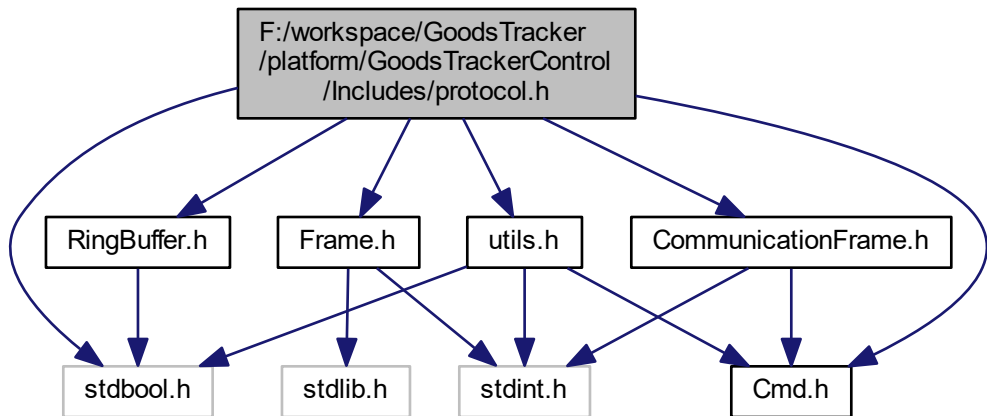 F:/workspace/GoodsTracker
/platform/GoodsTrackerControl
/Includes/protocol.h
RingBuffer.h
Frame.h
utils.h
CommunicationFrame.h
stdbool.h
stdlib.h
stdint.h
Cmd.h